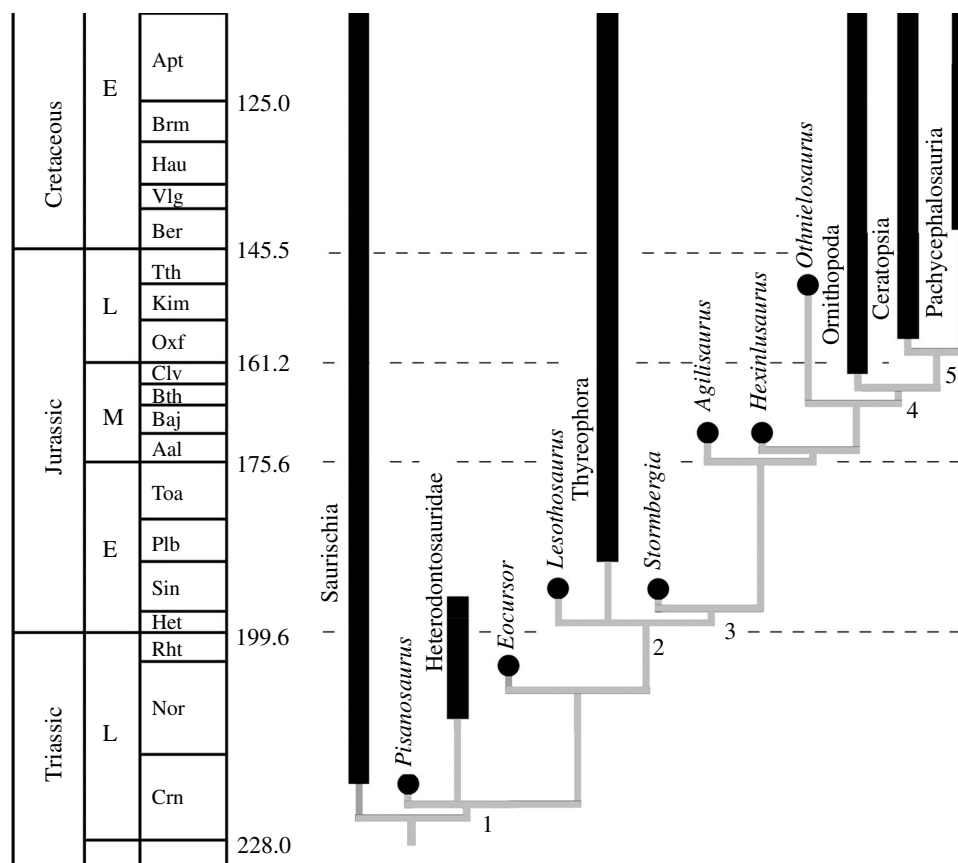 Cretaceous
Jurassic
Triassic
E
L
M
E
L
Apt
Brm
Hau
Vlg
Ber
Tth
Kim
Oxf
Clv
Bth
Baj
Aal
Toa
Plb
Sin
Het
Rht
Nor
Crn
125.0
145.5
161.2
175.6
199.6
228.0
Saurischia
Pisanosaurus
Heterodontosauridae
Eocursor
Lesothosaurus
Thyreophora
Stormbergia
Agilisaurus
Hexinlusaurus
Othnielosaurus
Ornithopoda
Ceratopsia
Pachycephalosauria
1
2
3
4
5